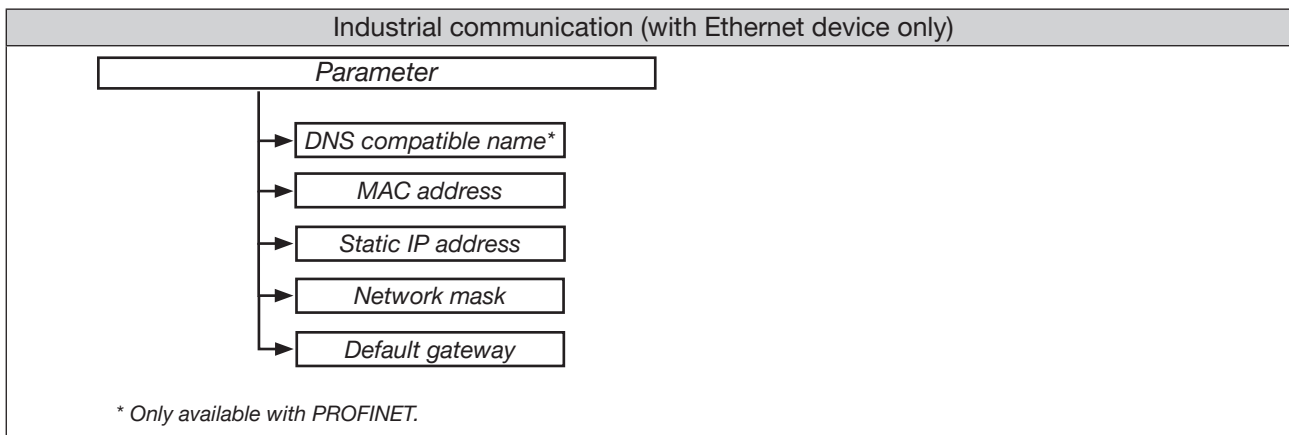 Industrial communication (with Ethernet device only)
Parameter
DNS compatible name*
MAC address
Static IP address
Network mask
Default gateway
* Only available with PROFINET.